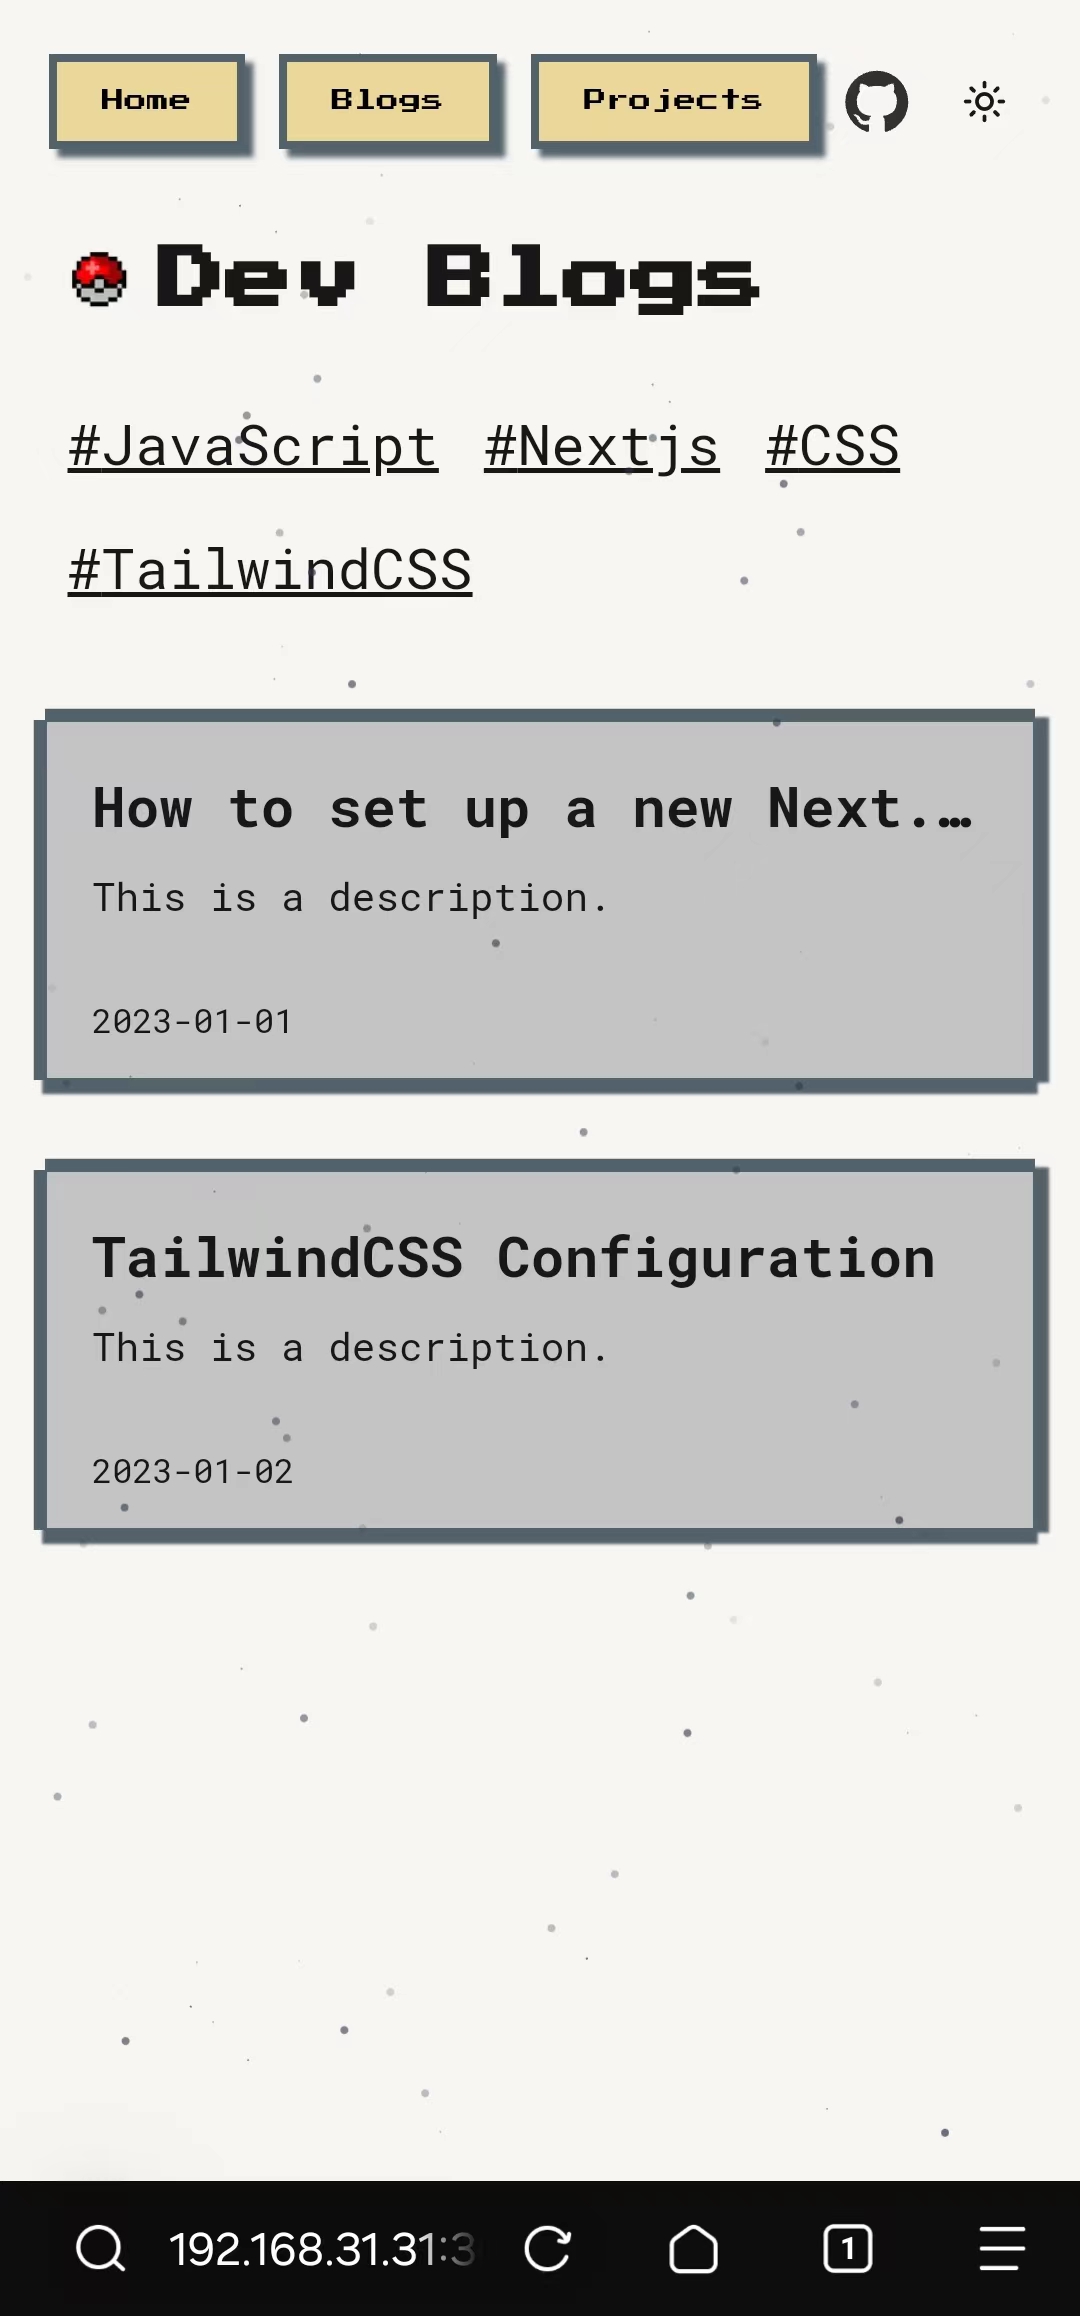 Home Blogs Projects
Dev Blogs
#JavaScript #Nextjs #CSS
#TailwindCSS
How to set up a new Next.…
This is a description.
2023-01-01
TailwindCSS Configuration
This is a description.
2023-01-02
192.168.31.31:3 1